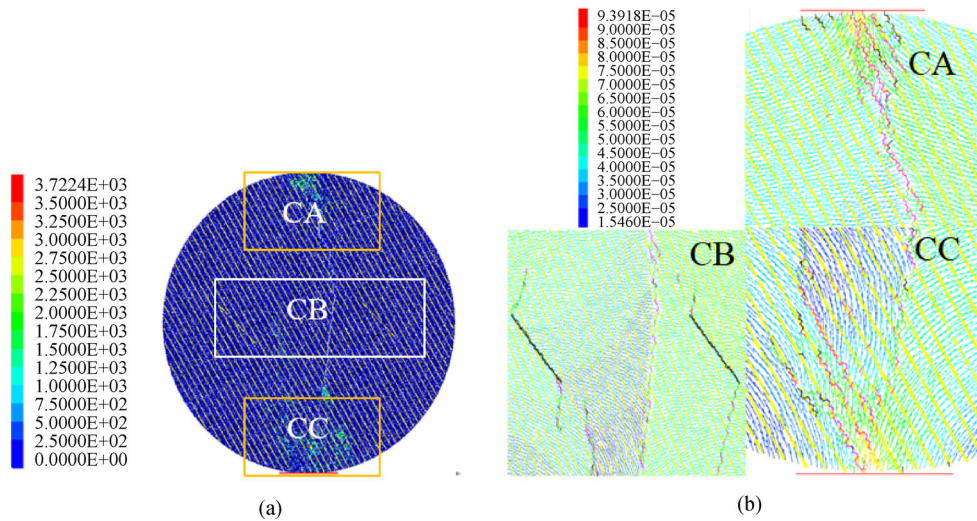 3.7224E+03
3.5000E+03
3.2500E+03
3.0000E+03
2.7500E+03
2.5000E+03
2.2500E+03
2.0000E+03
1.7500E+03
1.5000E+03
1.2500E+03
1.0000E+03
7.5000E+02
5.0000E+02
2.5000E+02
0.0000E+00
CA
CB
CC
(a)
9.3918E−05
9.0000E−05
8.5000E−05
8.0000E−05
7.5000E−05
7.0000E−05
6.5000E−05
6.0000E−05
5.5000E−05
5.0000E−05
4.5000E−05
4.0000E−05
3.5000E−05
3.0000E−05
2.5000E−05
1.5460E−05
CA
CB
CC
(b)